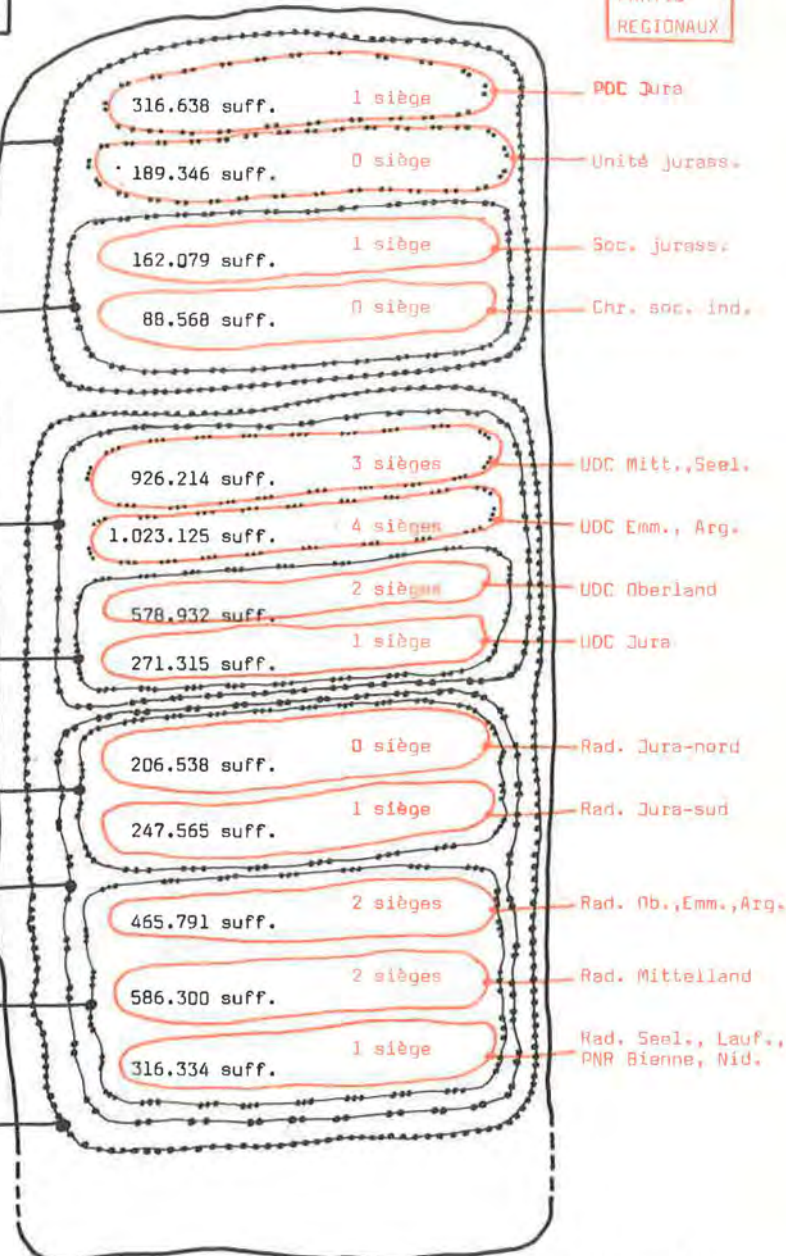 REGIONAUX
316.638 suff. 1 siège PDC Jura
189.346 suff. 0 siège Unité jurass.
162.079 suff. 1 siège Soc. jurass.
88.568 suff. 0 siège Chr. soc. ind.
926.214 suff. 3 sièges UDC Mitt.,Seel.
1.023.125 suff. 4 sièges UDC Emm., Arg.
578.932 suff. 2 sièges UDC Oberland
271.315 suff. 1 siège UDC Jura
206.538 suff. 0 siège Rad. Jura-nord
247.565 suff. 1 siège Rad. Jura-sud
465.791 suff. 2 sièges Rad. Ob.,Emm.,Arg.
586.300 suff. 2 sièges Rad. Mittelland
316.334 suff. 1 siège Rad. Seel., Lauf.,
PNR Bienne, Nid.